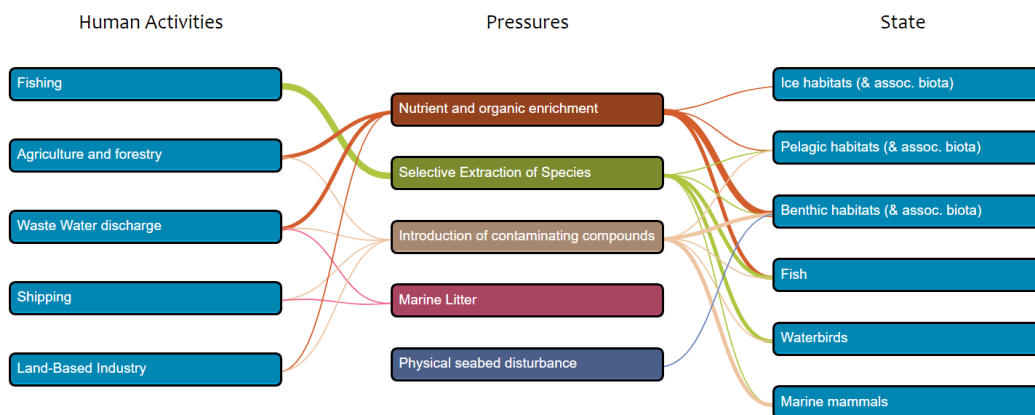 Human Activities
Pressures
State
Fishing
Agriculture and forestry
Waste Water discharge
Shipping
Land-Based Industry
Nutrient and organic enrichment
Selective Extraction of Species
Introduction of contaminating compounds
Marine Litter
Physical seabed disturbance
Ice habitats (& assoc. biota)
Pelagic habitats (& assoc. biota)
Benthic habitats (& assoc. biota)
Fish
Waterbirds
Marine mammals